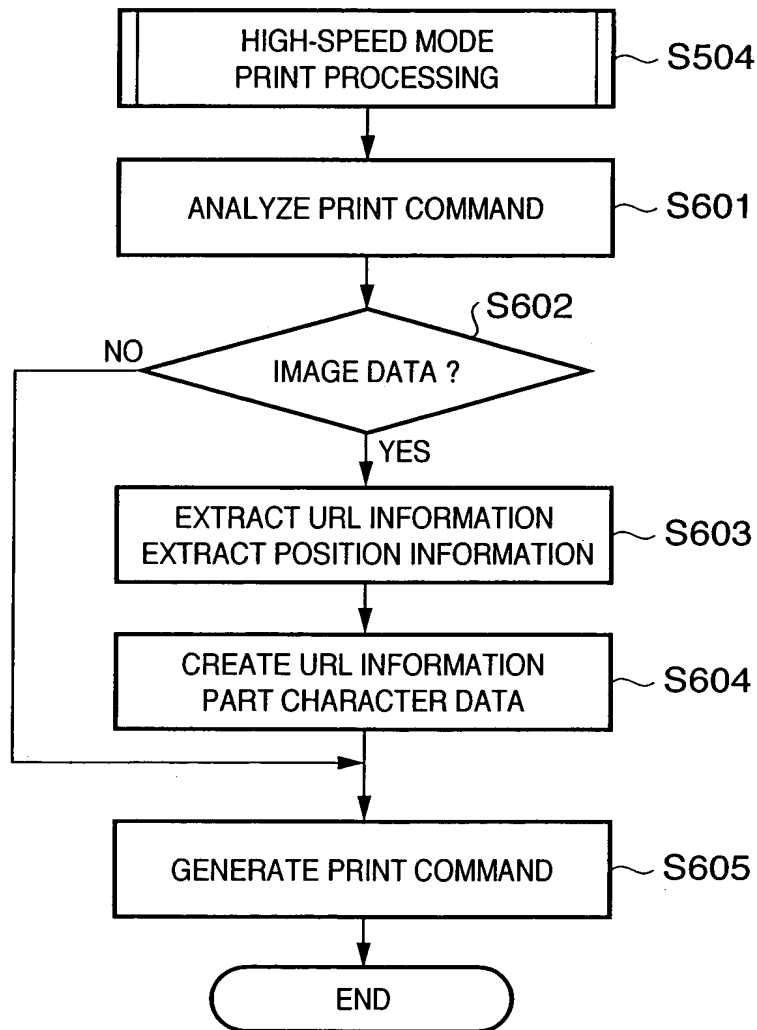 HIGH-SPEED MODE
PRINT PROCESSING
S504
ANALYZE PRINT COMMAND
S601
S602
NO
IMAGE DATA ?
YES
EXTRACT URL INFORMATION
EXTRACT POSITION INFORMATION
S603
CREATE URL INFORMATION
PART CHARACTER DATA
S604
GENERATE PRINT COMMAND
S605
END